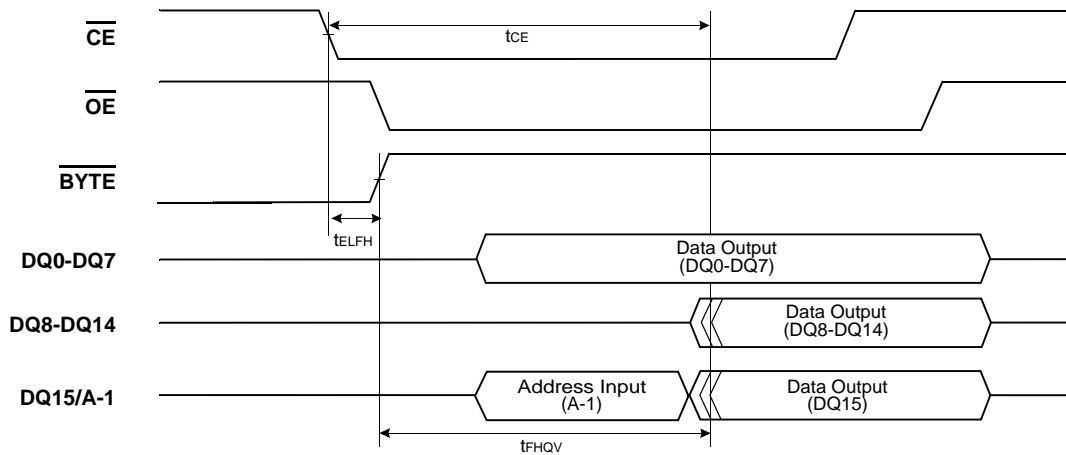 CE
tCE
OE
BYTE
tELFH
DQ0-DQ7
Data Output
(DQ0-DQ7)
DQ8-DQ14
Data Output
(DQ8-DQ14)
DQ15/A-1
Address Input
(A-1)
Data Output
(DQ15)
tFHQV